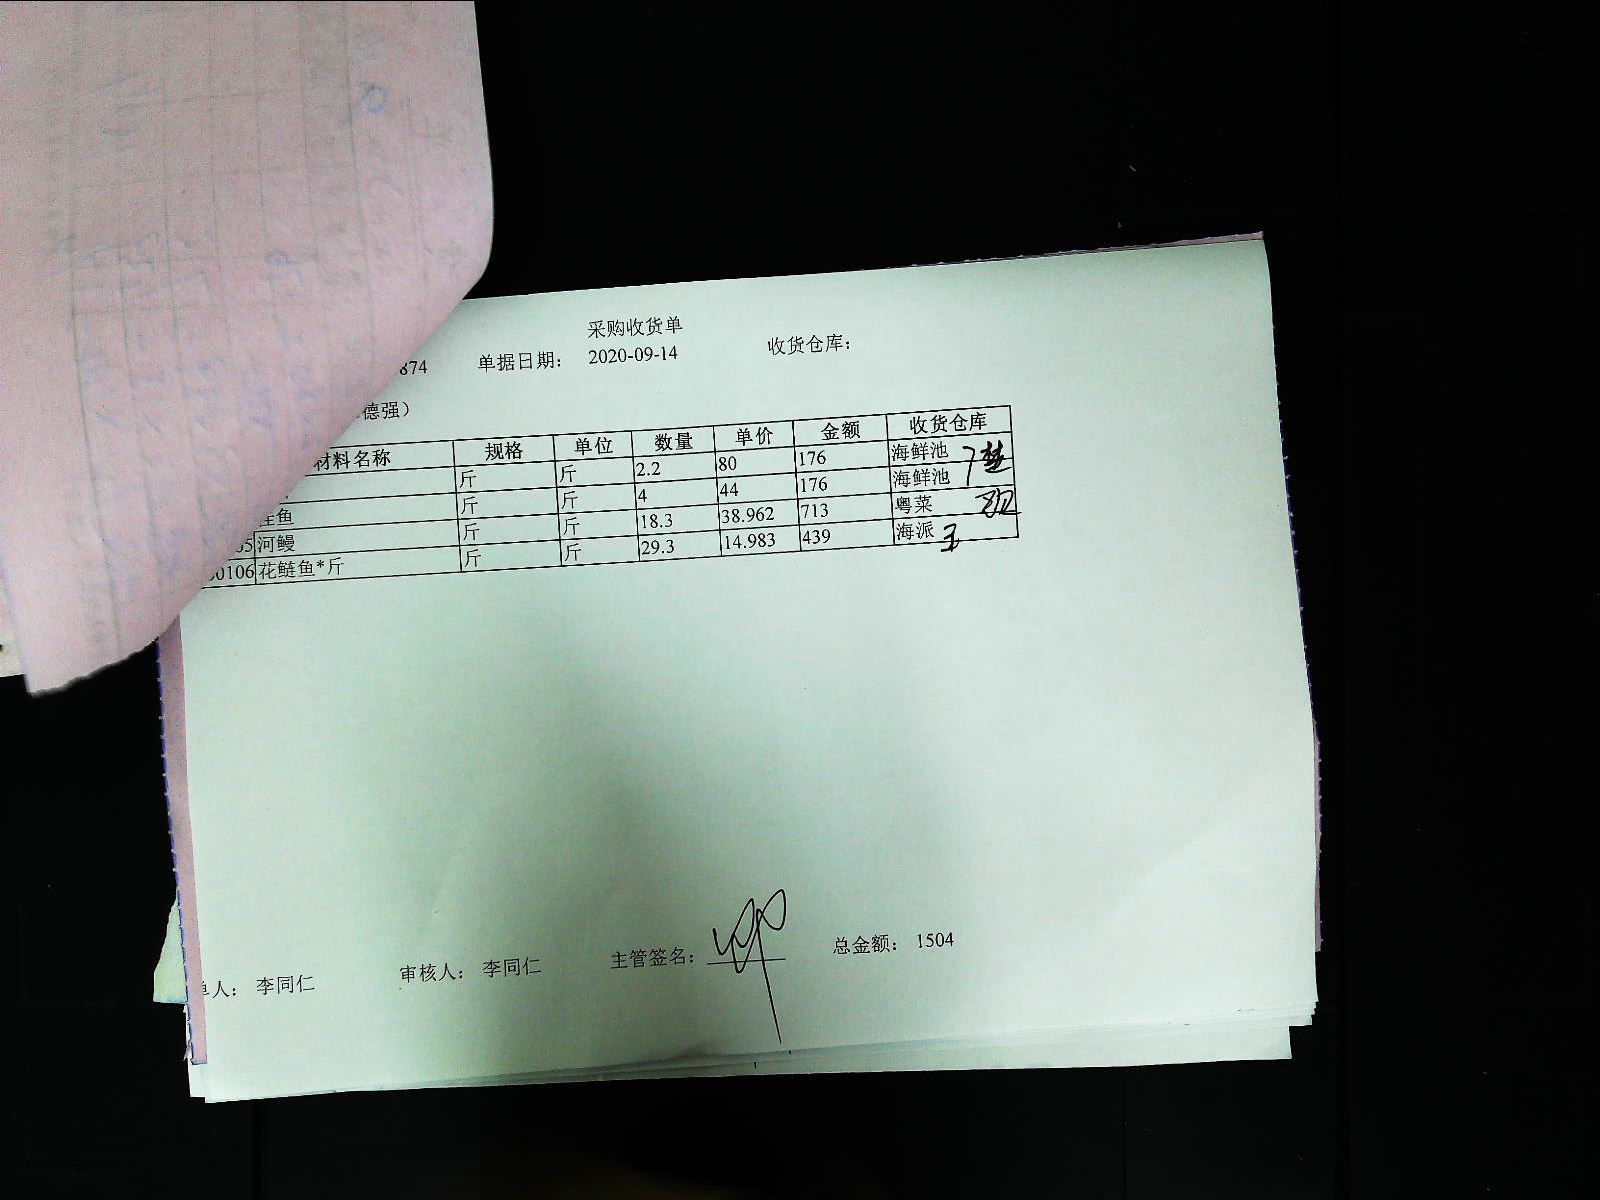 采购收货单
874 单据日期： 2020-09-14 收货仓库：
德强）
材料名称 规格 单位 数量 单价 金额 收货仓库
斤 斤 2.2 80 176 海鲜池
鱼 斤 斤 4 44 176 海鲜池
05 河鳗 斤 斤 18.3 38.962 713 粤菜
00106 花鲢鱼*斤 斤 斤 29.3 14.983 439 海派 王
单人： 李同仁 审核人： 李同仁 主管签名： 总金额： 1504